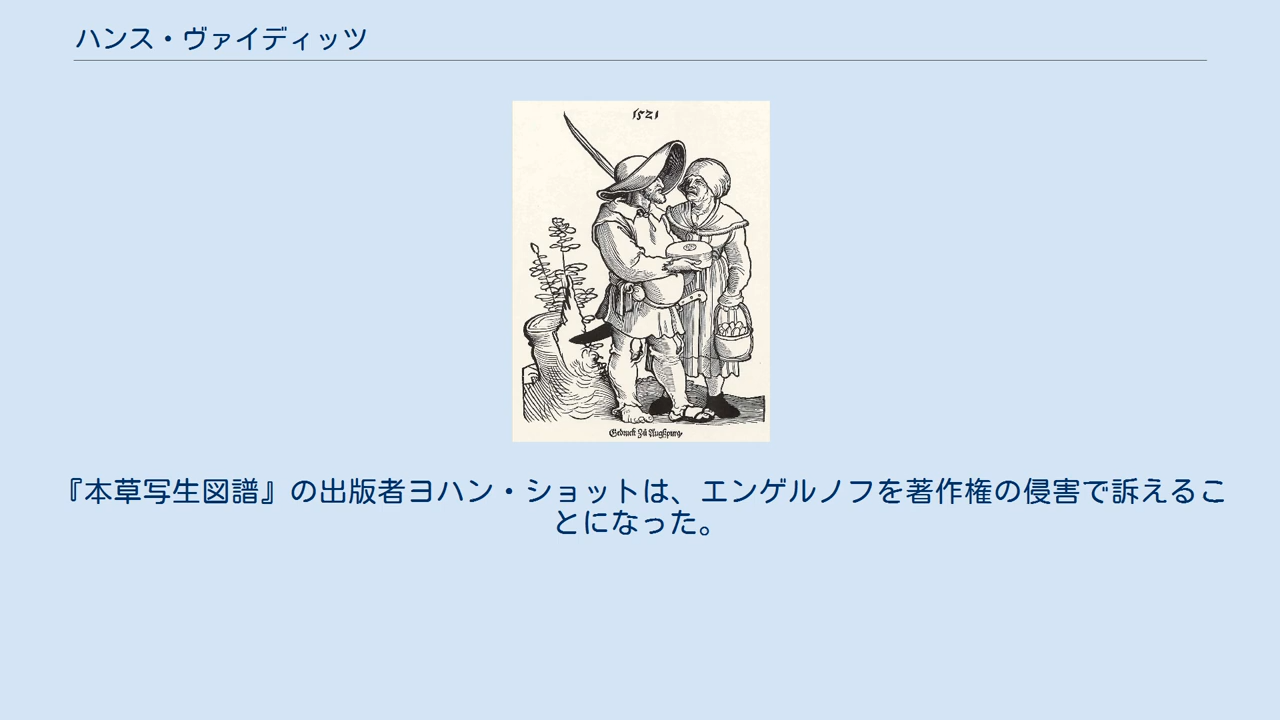 ハンス・ヴァイディッツ
1521
Gedruckt zů Augspurg
『本草写生図譜』の出版者ヨハン・ショットは、エンゲルノフを著作権の侵害で訴えるこ
とになった。